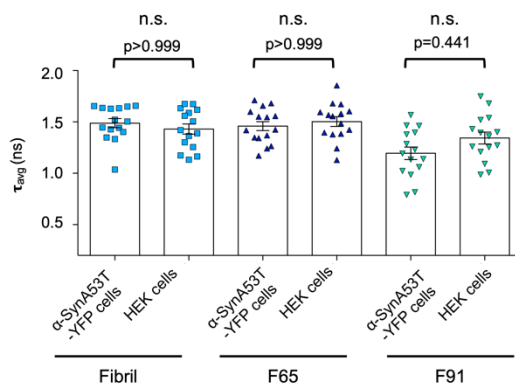 n.s. n.s. n.s.
p>0.999 p>0.999 p=0.441
2.0
1.5
1.0
0.5
τavg (ns)
α-SynA53T
-YFP cells
HEK cells
α-SynA53T
-YFP cells
HEK cells
α-SynA53T
-YFP cells
HEK cells
Fibril F65 F91